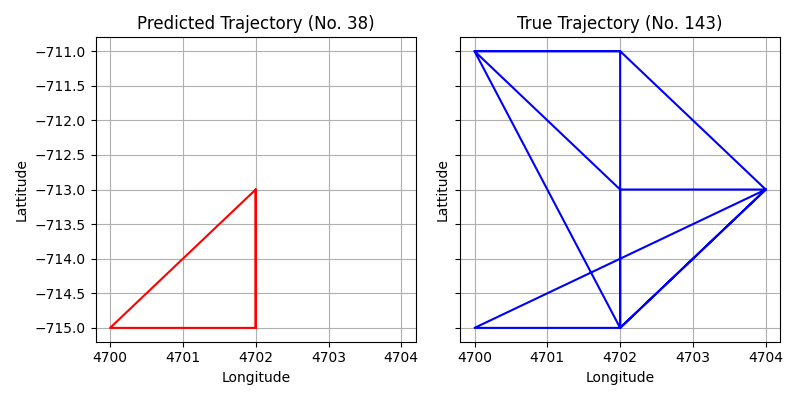 Predicted Trajectory (No. 38)
True Trajectory (No. 143)
−711.0
−711.5
−712.0
−712.5
−713.0
−713.5
−714.0
−714.5
−715.0
Lattitude
Lattitude
4700 4701 4702 4703 4704
4700 4701 4702 4703 4704
Longitude
Longitude